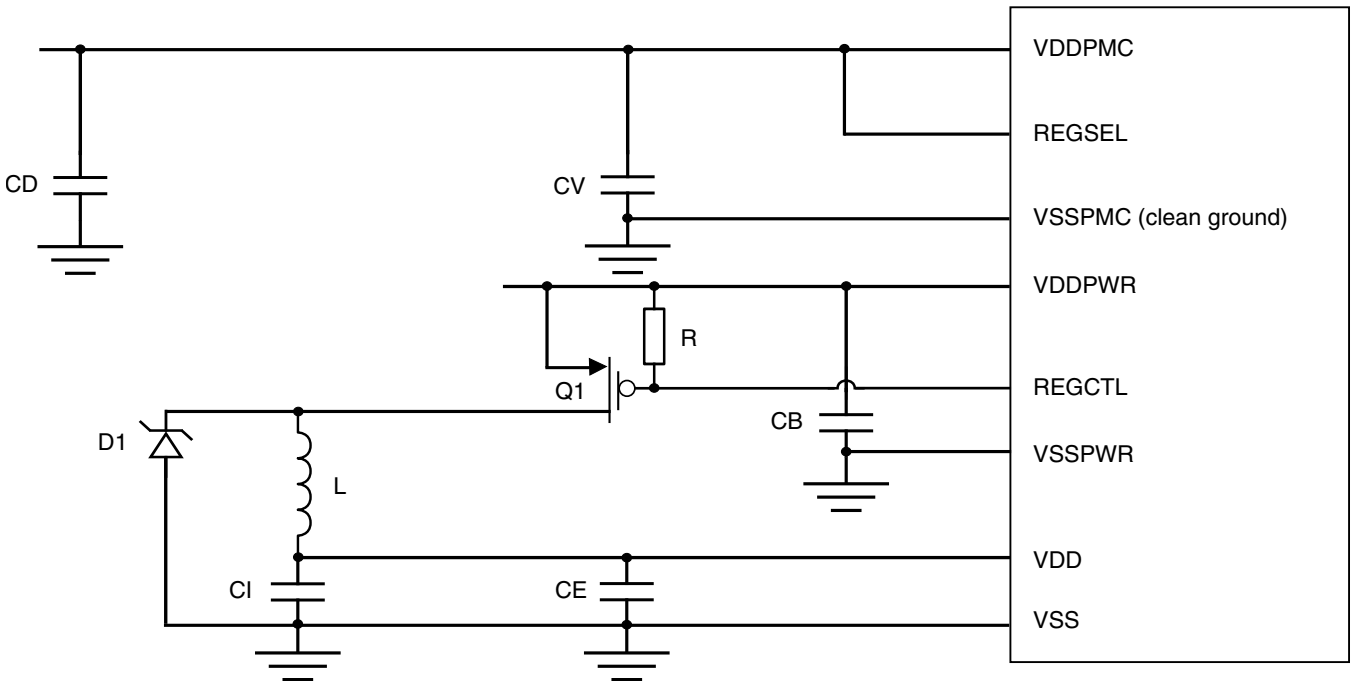 VDDPMC
REGSEL
CD
CV
VSSPMC (clean ground)
VDDPWR
R
Q1
REGCTL
CB
D1
VSSPWR
L
VDD
CI
CE
VSS